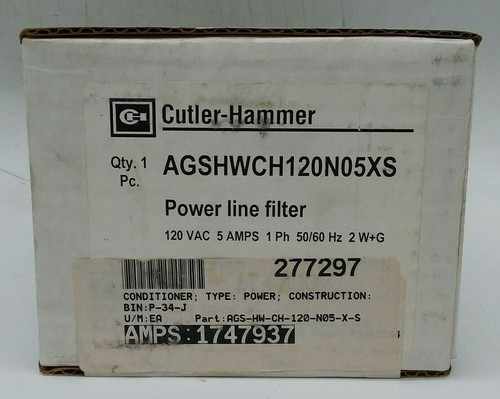 CH Cutler-Hammer
Qty. 1 Pc. AGSHWCH120N05XS
Power line filter
120 VAC 5 AMPS 1 Ph 50/60 Hz 2 W+G
277297
CONDITIONER; TYPE: POWER; CONSTRUCTION:
BIN:P-34-J
U/M:EA Part:AGS-HW-CH-120-N05-X-S
AMPS:1747937